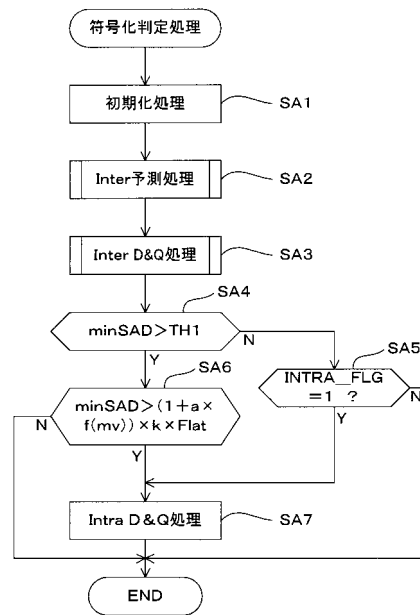 符号化判定処理
初期化処理
SA1
Inter予測処理
SA2
Inter D&Q処理
SA3
SA4
minSAD>TH1
N
Y
SA5
INTRA__FLG
=1 ?
N
Y
SA6
minSAD>(1+a×
f(mv))×k×Flat
N
Y
Intra D&Q処理
SA7
END